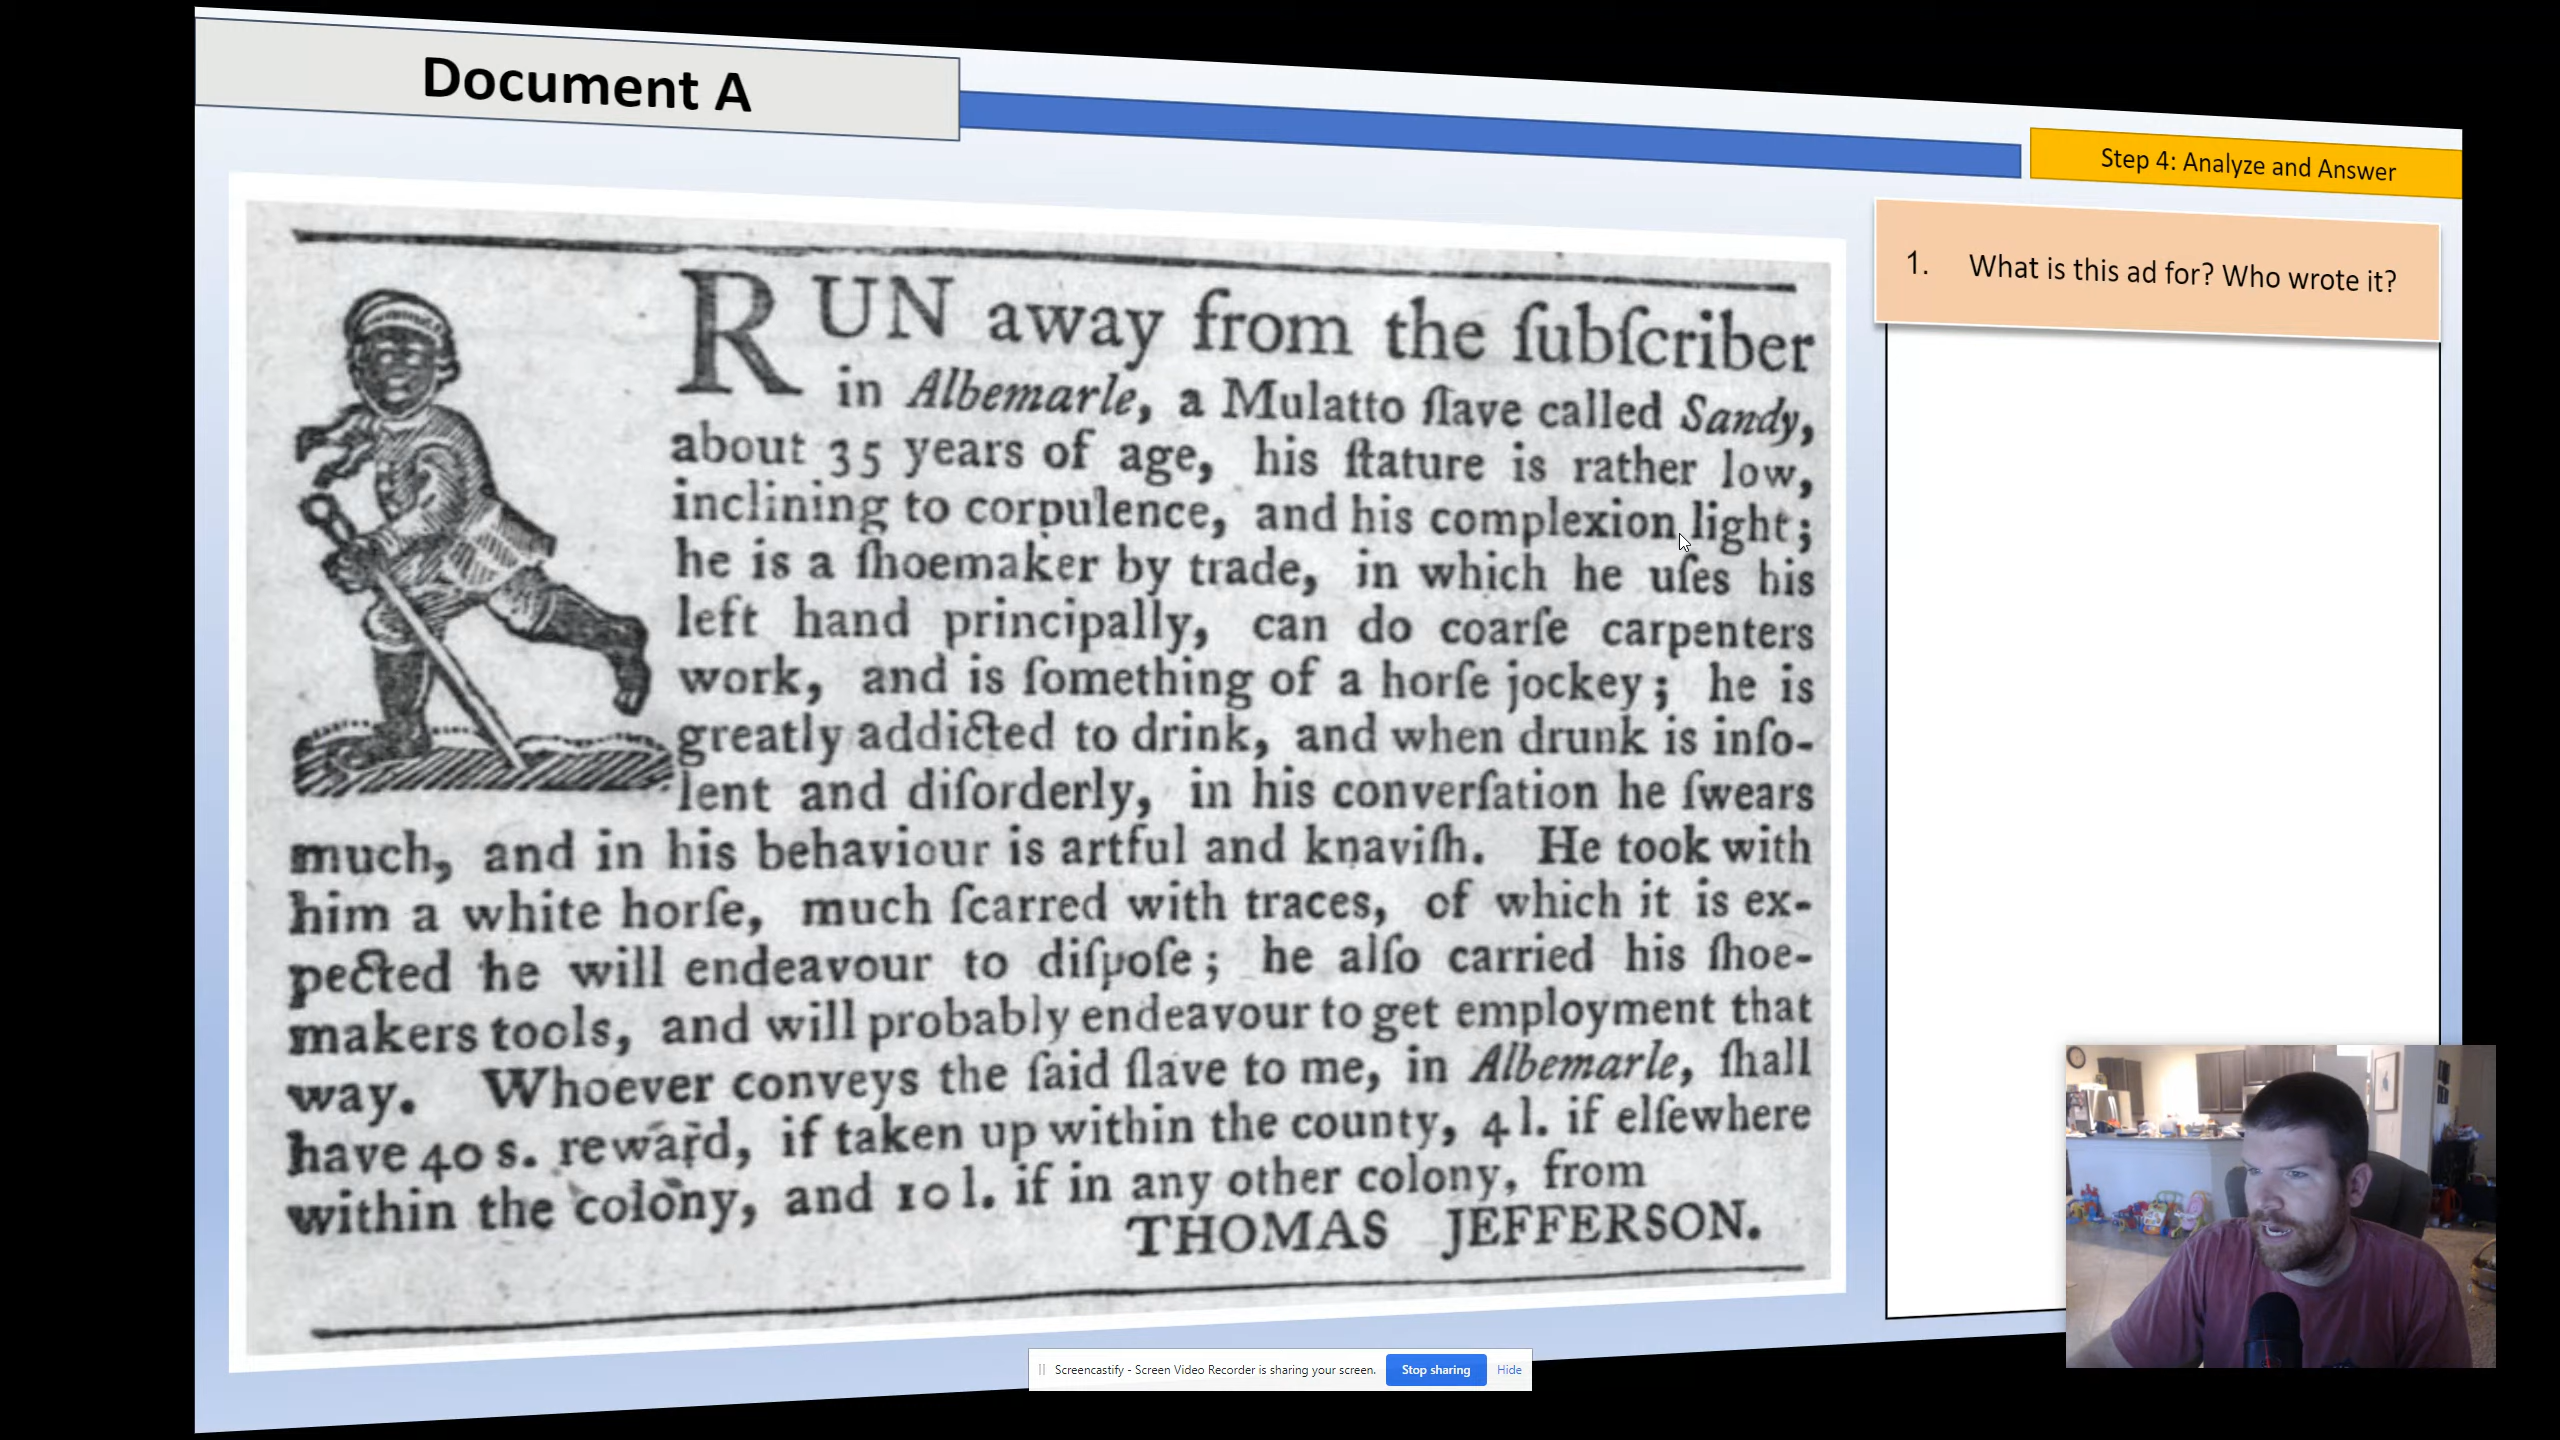 Document A
Step 4: Analyze and Answer
1. What is this ad for? Who wrote it?
RUN away from the ſubſcriber
in Albemarle, a Mulatto ſlave called Sandy,
about 35 years of age, his ſtature is rather low,
inclining to corpulence, and his complexion light;
he is a ſhoemaker by trade, in which he uſes his
left hand principally, can do coarſe carpenters
work, and is ſomething of a horſe jockey; he is
greatly addicted to drink, and when drunk is inſo-
lent and diſorderly, in his converſation he ſwears
much, and in his behaviour is artful and knaviſh. He took with
him a white horſe, much ſcarred with traces, of which it is ex-
pected he will endeavour to diſpoſe; he alſo carried his ſhoe-
makers tools, and will probably endeavour to get employment that
way. Whoever conveys the ſaid ſlave to me, in Albemarle, ſhall
have 40 s. reward, if taken up within the county, 4 l. if elſewhere
within the colony, and 10 l. if in any other colony, from
THOMAS JEFFERSON.
Screencastify - Screen Video Recorder is sharing your screen. Stop sharing Hide